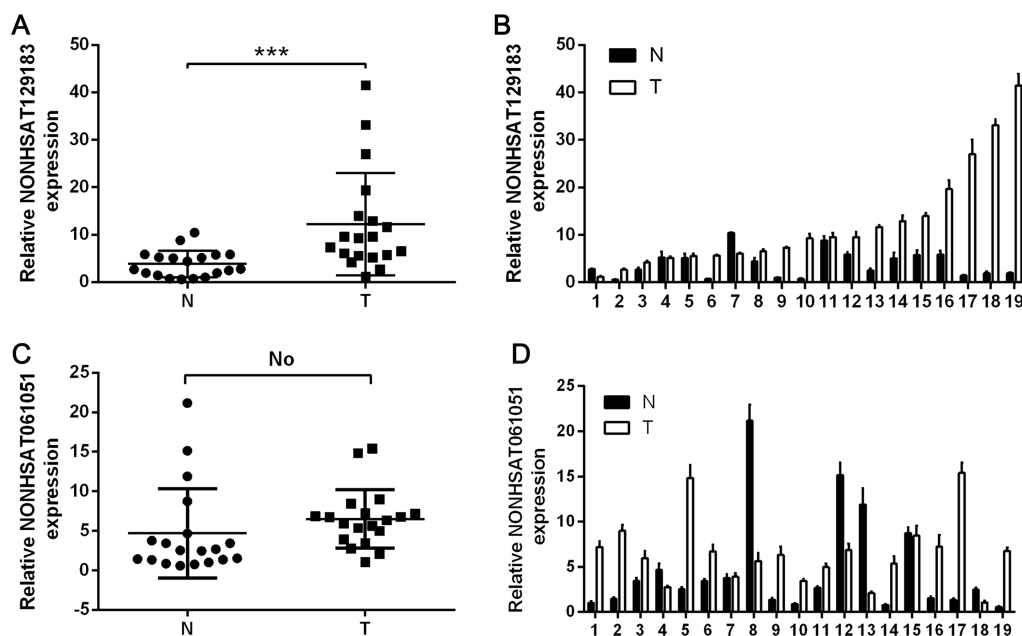 A
Relative NONHSAT129183
expression
50
40
30
20
10
0
***
N T
B
Relative NONHSAT129183
expression
50
40
30
20
10
0
N
T
1 2 3 4 5 6 7 8 9 10 11 12 13 14 15 16 17 18 19
C
Relative NONHSAT061051
expression
25
20
15
10
5
0
-5
No
N T
D
Relative NONHSAT061051
expression
25
20
15
10
5
0
N
T
1 2 3 4 5 6 7 8 9 10 11 12 13 14 15 16 17 18 19